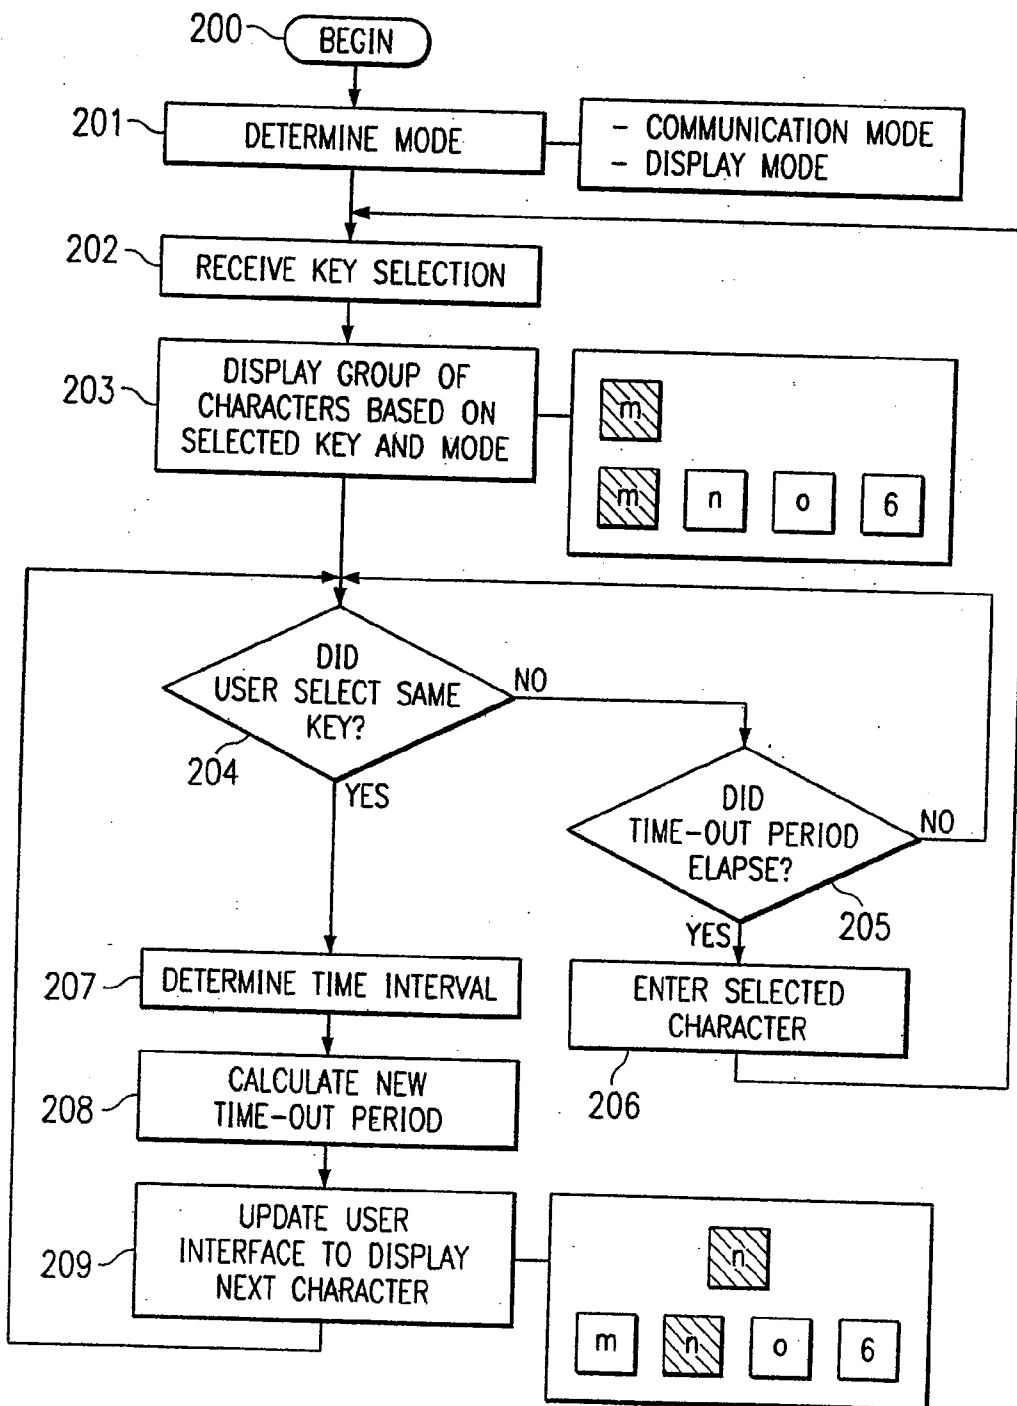 200
BEGIN
201
DETERMINE MODE
- COMMUNICATION MODE
- DISPLAY MODE
202
RECEIVE KEY SELECTION
203
DISPLAY GROUP OF
CHARACTERS BASED ON
SELECTED KEY AND MODE
m
m n o 6
DID
USER SELECT SAME
KEY?
NO
204
YES
DID
TIME-OUT PERIOD
ELAPSE?
NO
205
YES
207
DETERMINE TIME INTERVAL
ENTER SELECTED
CHARACTER
206
208
CALCULATE NEW
TIME-OUT PERIOD
209
UPDATE USER
INTERFACE TO DISPLAY
NEXT CHARACTER
n
m n o 6